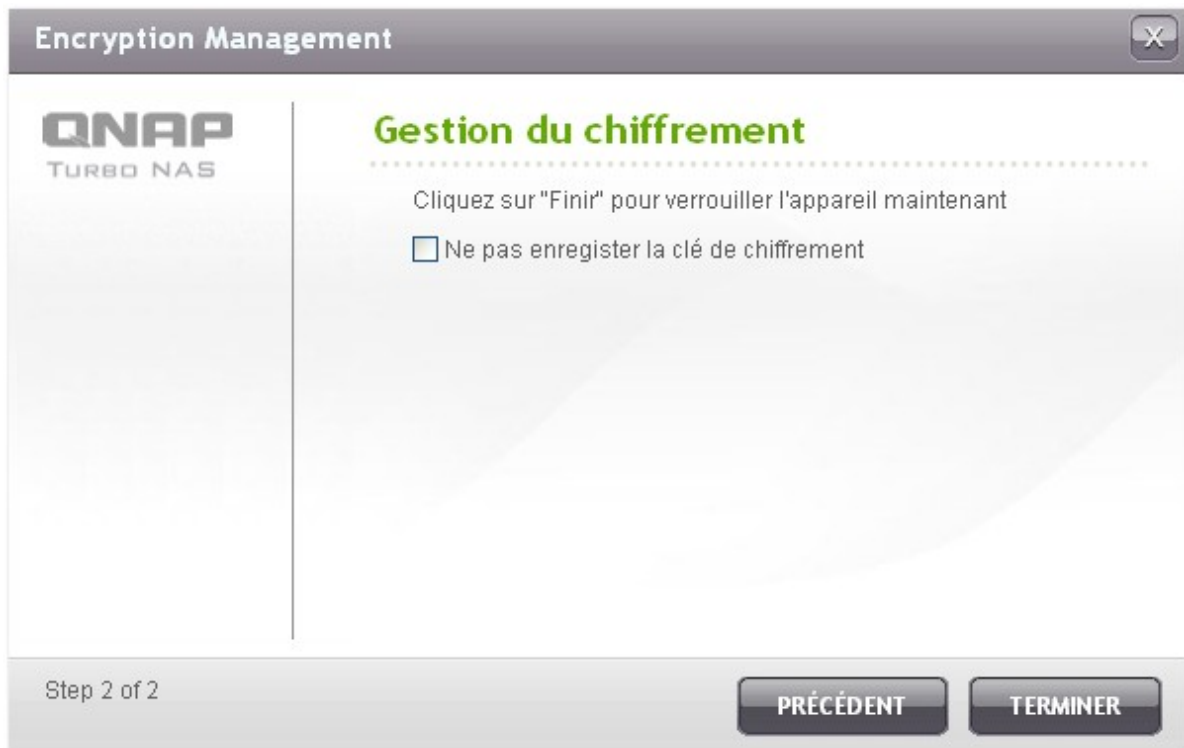 Encryption Management
X
QNAP
TURBO NAS
Gestion du chiffrement
Cliquez sur "Finir" pour verrouiller l'appareil maintenant
Ne pas enregister la clé de chiffrement
Step 2 of 2
PRÉCÉDENT
TERMINER